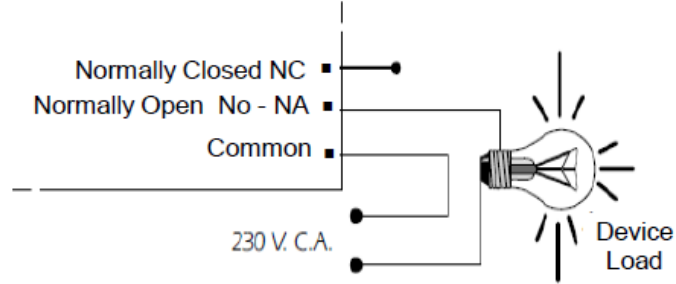 Normally Closed NC
Normally Open No - NA
Common
230 V. C.A.
Device
Load